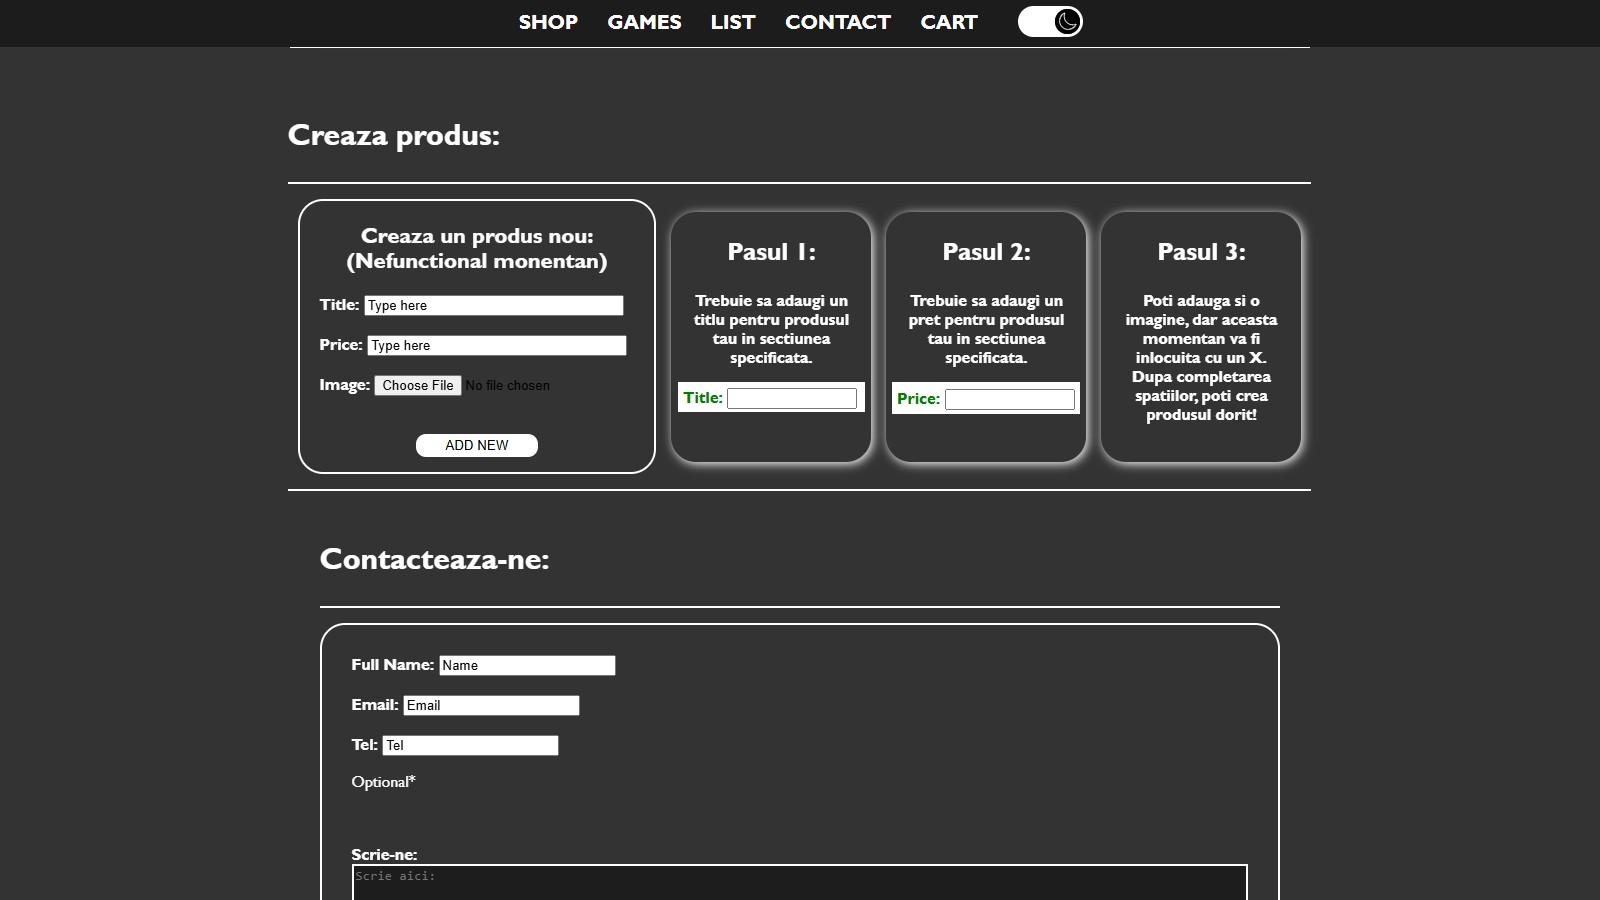 SHOP GAMES LIST CONTACT CART
Creaza produs:
Creaza un produs nou:
(Nefunctional monentan)
Title: Type here
Price: Type here
Image: Choose File No file chosen
ADD NEW
Pasul 1:
Trebuie sa adaugi un
titlu pentru produsul
tau in sectiunea
specificata.
Title:
Pasul 2:
Trebuie sa adaugi un
pret pentru produsul
tau in sectiunea
specificata.
Price:
Pasul 3:
Poti adauga si o
imagine, dar aceasta
momentan va fi
inlocuita cu un X.
Dupa completarea
spatiilor, poti crea
produsul dorit!
Contacteaza-ne:
Full Name: Name
Email: Email
Tel: Tel
Optional*
Scrie-ne:
Scrie aici: